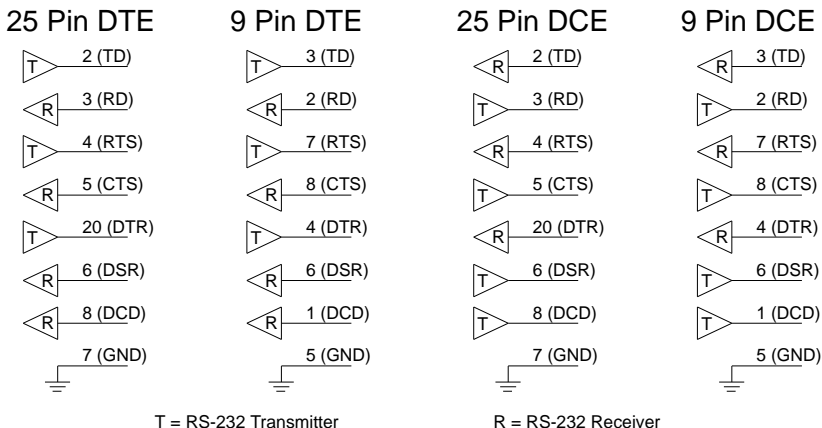 25 Pin DTE 9 Pin DTE 25 Pin DCE 9 Pin DCE
T 2 (TD) T 3 (TD) R 2 (TD) R 3 (TD)
R 3 (RD) R 2 (RD) T 3 (RD) T 2 (RD)
T 4 (RTS) T 7 (RTS) R 4 (RTS) R 7 (RTS)
R 5 (CTS) R 8 (CTS) T 5 (CTS) T 8 (CTS)
T 20 (DTR) T 4 (DTR) R 20 (DTR) R 4 (DTR)
R 6 (DSR) R 6 (DSR) T 6 (DSR) T 6 (DSR)
R 8 (DCD) R 1 (DCD) T 8 (DCD) T 1 (DCD)
7 (GND) 5 (GND) 7 (GND) 5 (GND)
T = RS-232 Transmitter R = RS-232 Receiver